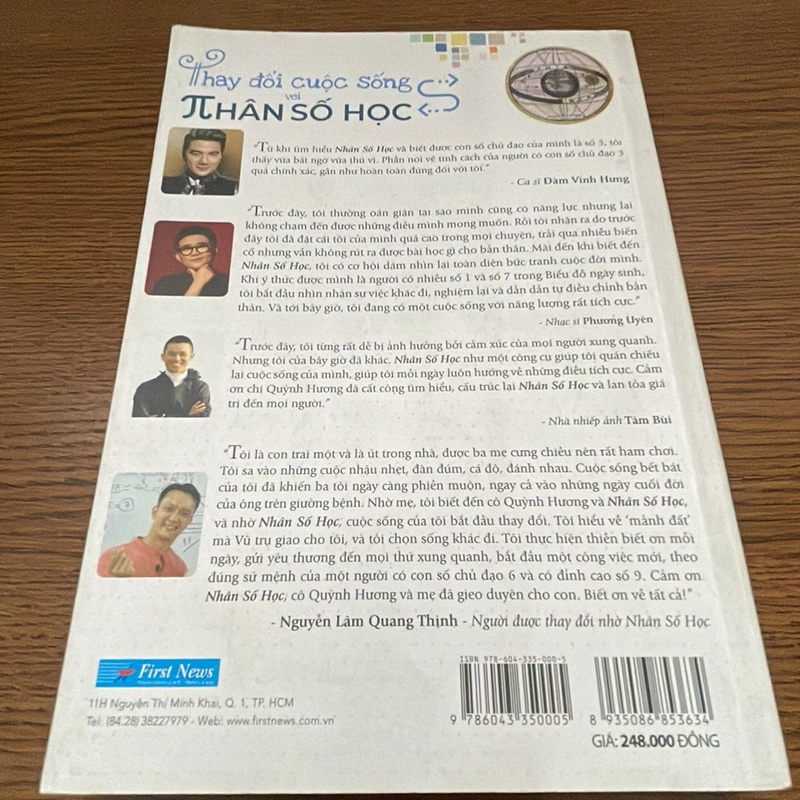 Thay đổi cuộc sống
với
NHÂN SỐ HỌC
"Từ khi tìm hiểu Nhân Số Học và biết được con số chủ đạo của mình là số 3, tôi
thấy vừa bất ngờ vừa thú vị. Phần nói về tính cách của người có con số chủ đạo 3
quá chính xác, gần như hoàn toàn đúng đối với tôi."
- Ca sĩ Đàm Vĩnh Hưng
"Trước đây, tôi thường oán giận tại sao mình cũng có năng lực nhưng lại
không chạm đến được những điều mình mong muốn. Rồi tôi nhận ra do trước
đây tôi đã đặt cái tôi của mình quá cao trong mọi chuyện, trải qua nhiều biến
cố nhưng vẫn không rút ra được bài học gì cho bản thân. Mãi đến khi biết đến
Nhân Số Học, tôi có cơ hội dám nhìn lại toàn diện bức tranh cuộc đời mình.
Khi ý thức được mình là người có nhiều số 1 và số 7 trong Biểu đồ ngày sinh,
tôi bắt đầu nhìn nhận sự việc khác đi, nghiệm lại và dần dần tự điều chỉnh bản
thân. Và tới bây giờ, tôi đang có một cuộc sống với năng lượng rất tích cực."
- Nhạc sĩ Phương Uyên
"Trước đây, tôi từng rất dễ bị ảnh hưởng bởi cảm xúc của mọi người xung quanh.
Nhưng tôi của bây giờ đã khác. Nhân Số Học như một công cụ giúp tôi quán chiếu
lại cuộc sống của mình, giúp tôi mỗi ngày luôn hướng về những điều tích cực. Cảm
ơn chị Quỳnh Hương đã cất công tìm hiểu, cấu trúc lại Nhân Số Học và lan tỏa giá
trị đến mọi người."
- Nhà nhiếp ảnh Tâm Bùi
"Tôi là con trai một và là út trong nhà, được ba mẹ cưng chiều nên rất ham chơi.
Tôi sa vào những cuộc nhậu nhẹt, đàn đúm, cá độ, đánh nhau. Cuộc sống bết bát
của tôi đã khiến ba tôi ngày càng phiền muộn, ngay cả vào những ngày cuối đời
của ông trên giường bệnh. Nhờ mẹ, tôi biết đến cô Quỳnh Hương và Nhân Số Học,
và nhờ Nhân Số Học, cuộc sống của tôi bắt đầu thay đổi. Tôi hiểu về 'mảnh đất'
mà Vũ trụ giao cho tôi, và tôi chọn sống khác đi. Tôi thực hiện thiền biết ơn mỗi
ngày, gửi yêu thương đến mọi thứ xung quanh, bắt đầu một công việc mới, theo
đúng sứ mệnh của một người có con số chủ đạo 6 và có đỉnh cao số 9. Cảm ơn
Nhân Số Học, cô Quỳnh Hương và mẹ đã gieo duyên cho con. Biết ơn về tất cả!"
- Nguyễn Lâm Quang Thịnh - Người được thay đổi nhờ Nhân Số Học
First News
11H Nguyễn Thị Minh Khai, Q. 1, TP. HCM
Tel: (84.28) 38227979 - Web: www.firstnews.com.vn
ISBN 978-604-335-000-5
9 786043 350005
8 935086 853634
GIÁ: 248.000 ĐỒNG